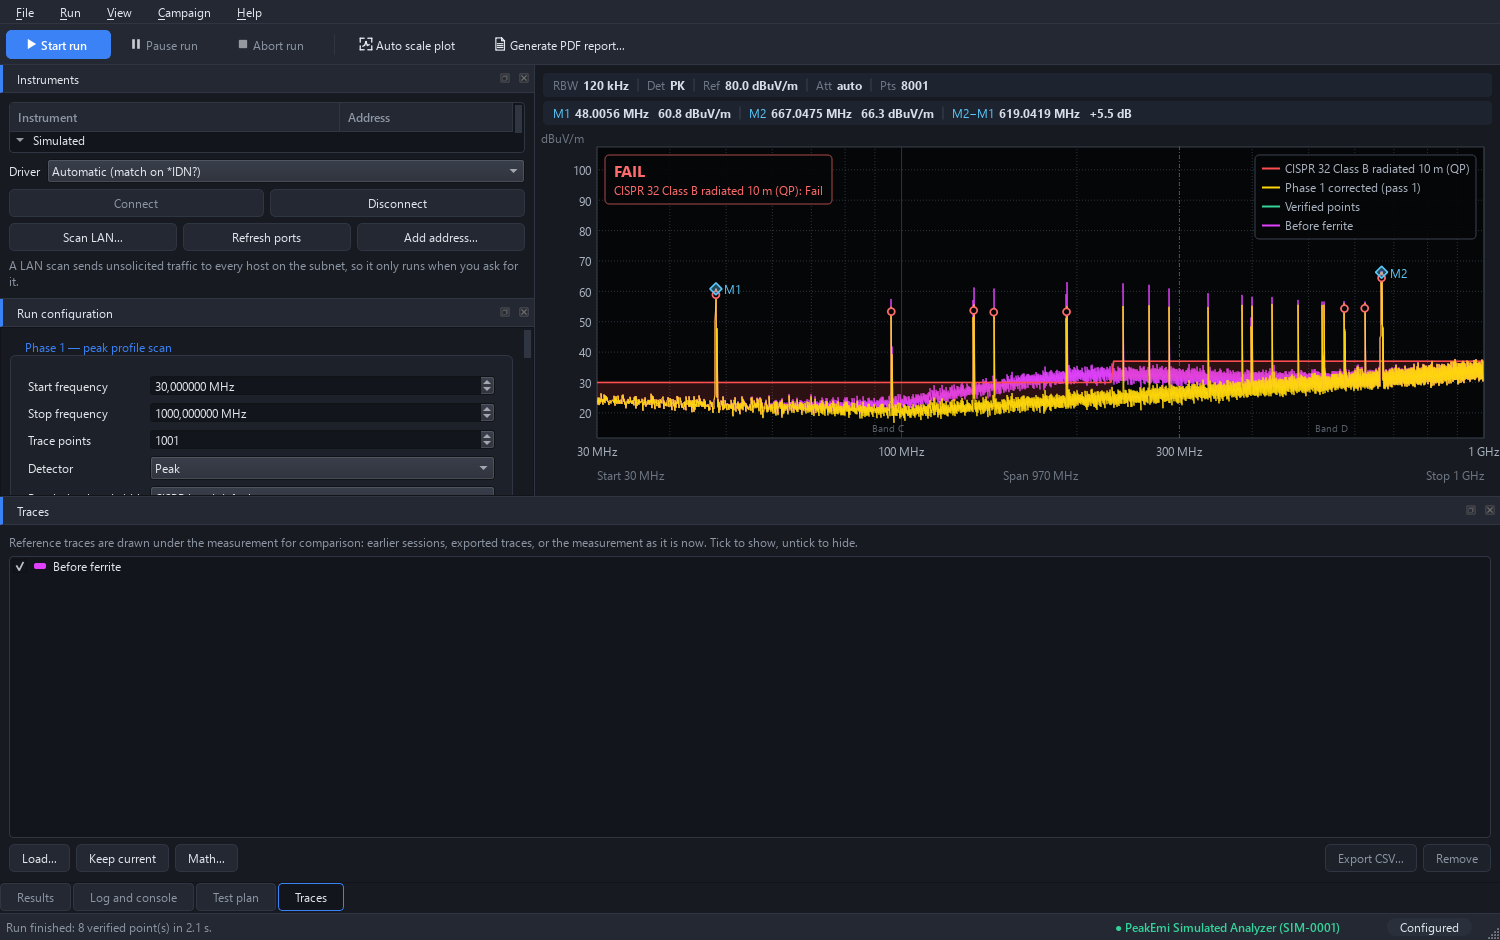 File Run View Campaign Help
Start run Pause run Abort run Auto scale plot Generate PDF report...
Instruments
Instrument Address
Simulated
Driver Automatic (match on *IDN?)
Connect Disconnect
Scan LAN... Refresh ports Add address...
A LAN scan sends unsolicited traffic to every host on the subnet, so it only runs when you ask for
it.
Run configuration
Phase 1 — peak profile scan
Start frequency 30,000000 MHz
Stop frequency 1000,000000 MHz
Trace points 1001
Detector Peak
RBW 120 kHz Det PK Ref 80.0 dBuV/m Att auto Pts 8001
M1 48.0056 MHz 60.8 dBuV/m M2 667.0475 MHz 66.3 dBuV/m M2−M1 619.0419 MHz +5.5 dB
dBuV/m
FAIL
CISPR 32 Class B radiated 10 m (QP): Fail
CISPR 32 Class B radiated 10 m (QP)
Phase 1 corrected (pass 1)
Verified points
Before ferrite
100
90
80
70
60
50
40
30
20
M1
M2
Band C
Band D
30 MHz 100 MHz 300 MHz 1 GHz
Start 30 MHz Span 970 MHz Stop 1 GHz
Traces
Reference traces are drawn under the measurement for comparison: earlier sessions, exported traces, or the measurement as it is now. Tick to show, untick to hide.
Before ferrite
Load... Keep current Math... Export CSV... Remove
Results Log and console Test plan Traces
Run finished: 8 verified point(s) in 2.1 s. PeakEmi Simulated Analyzer (SIM-0001) Configured